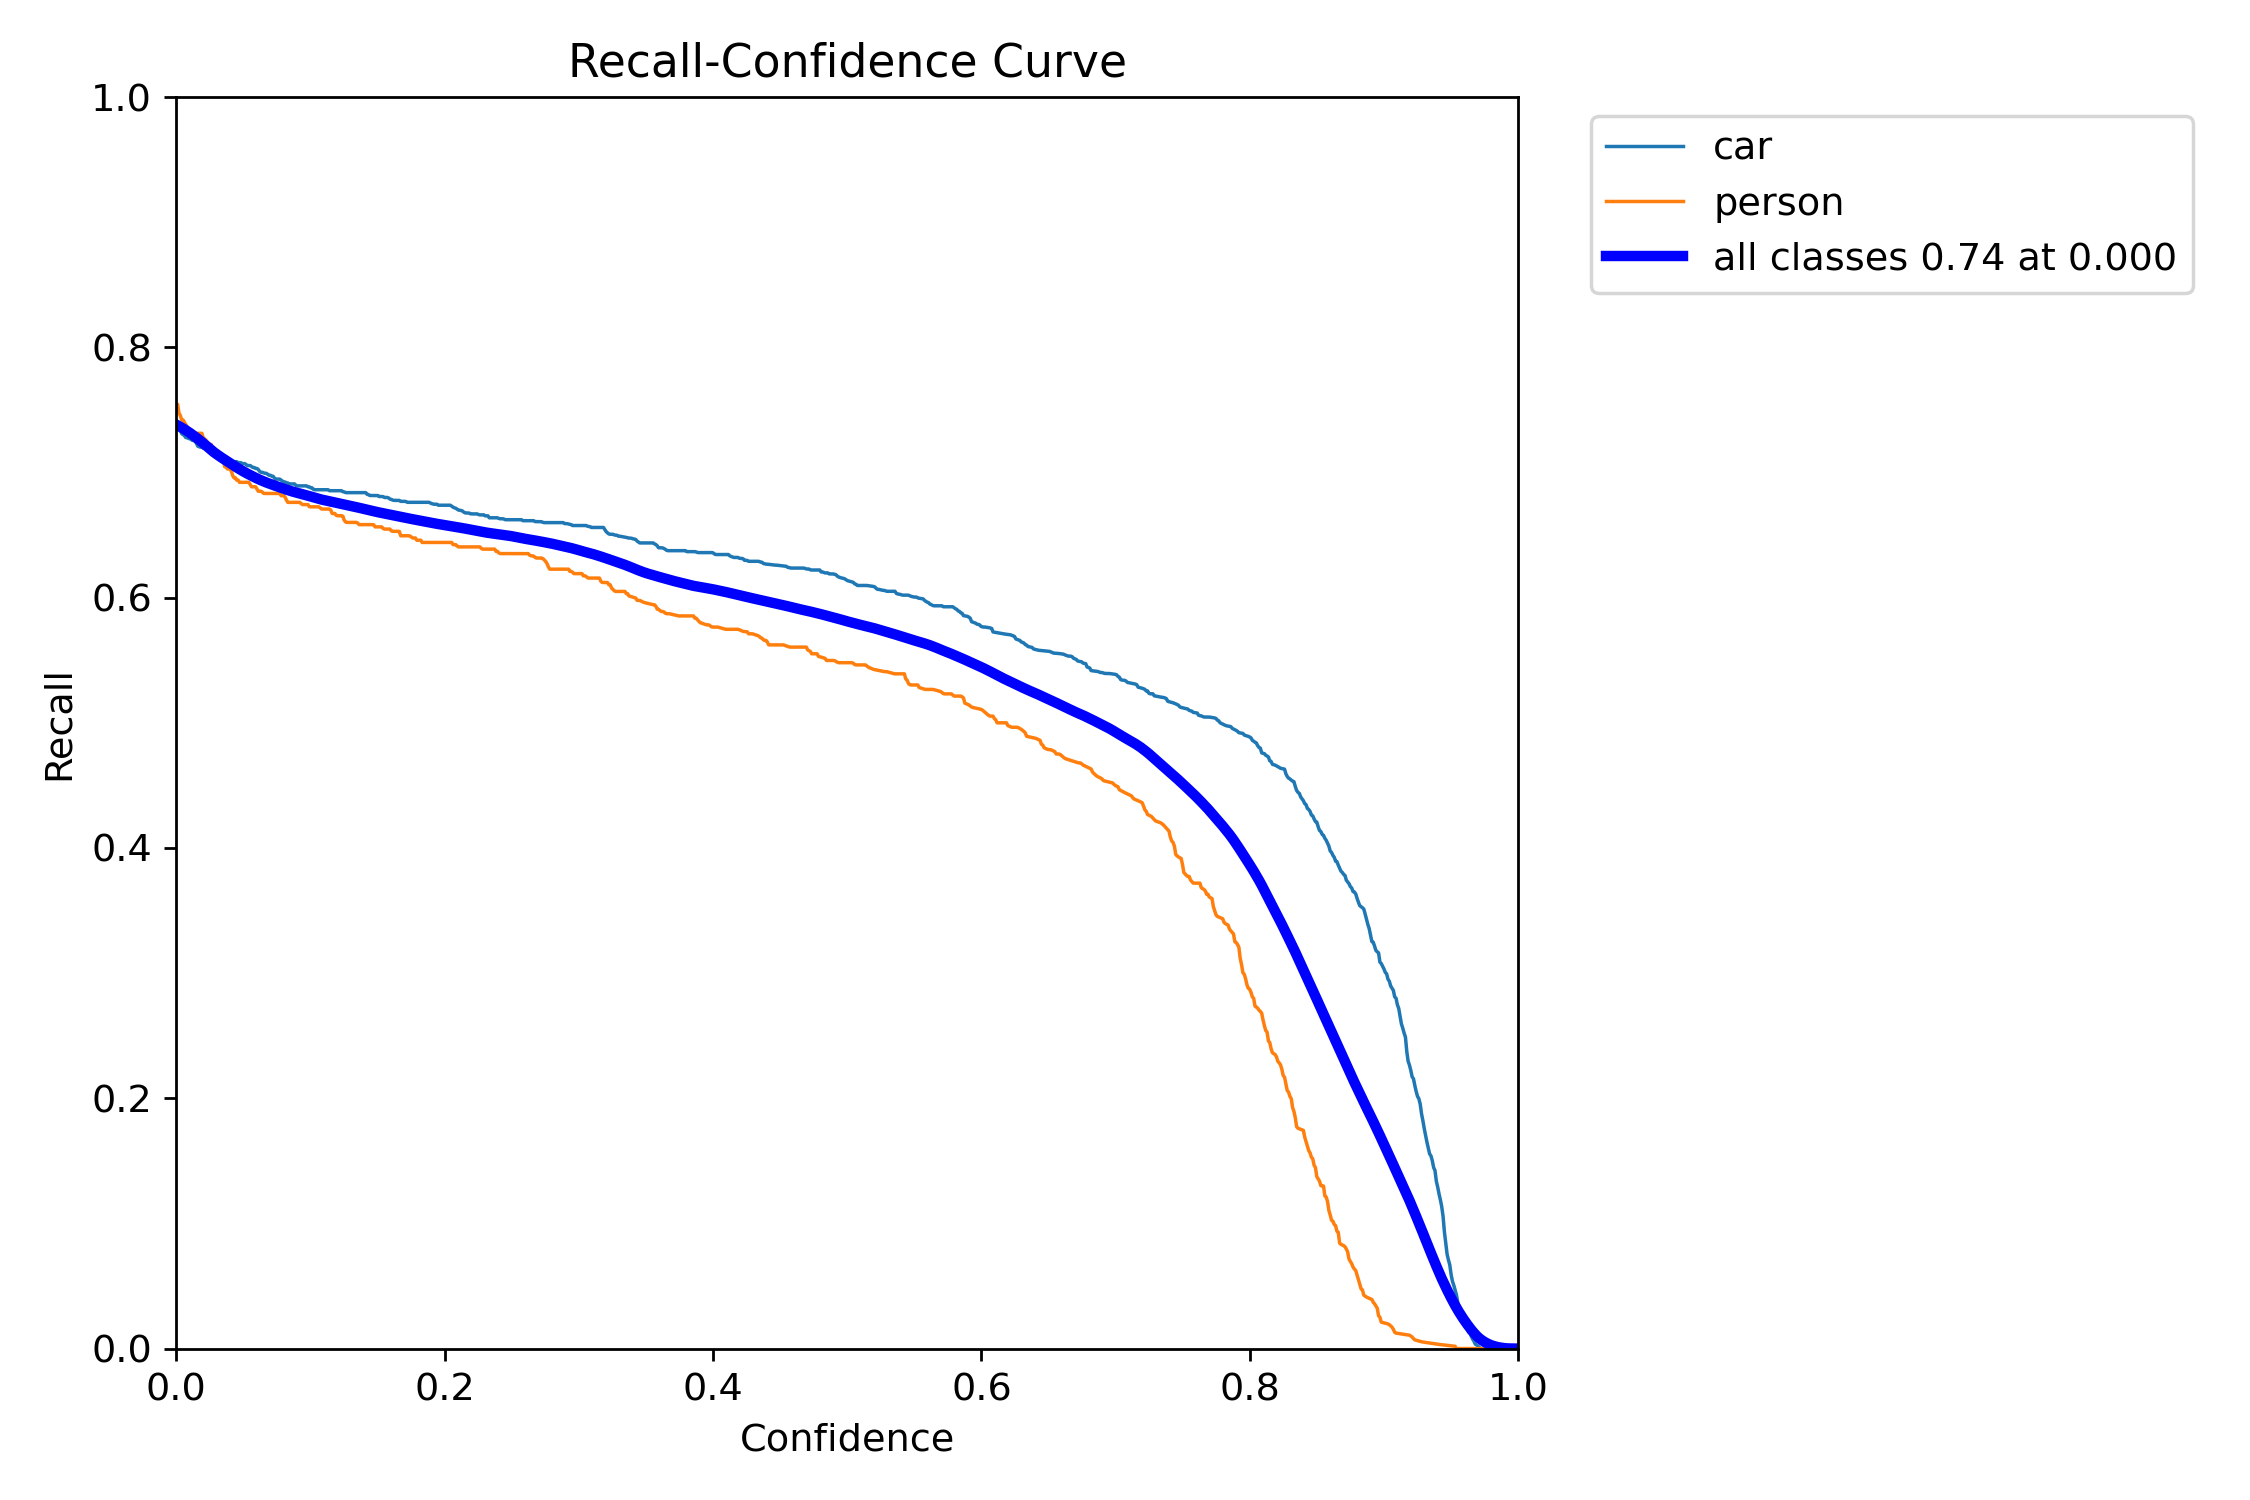 Recall-Confidence Curve
1.0
0.8
0.6
0.4
0.2
0.0
Recall
0.0 0.2 0.4 0.6 0.8 1.0
Confidence
car
person
all classes 0.74 at 0.000